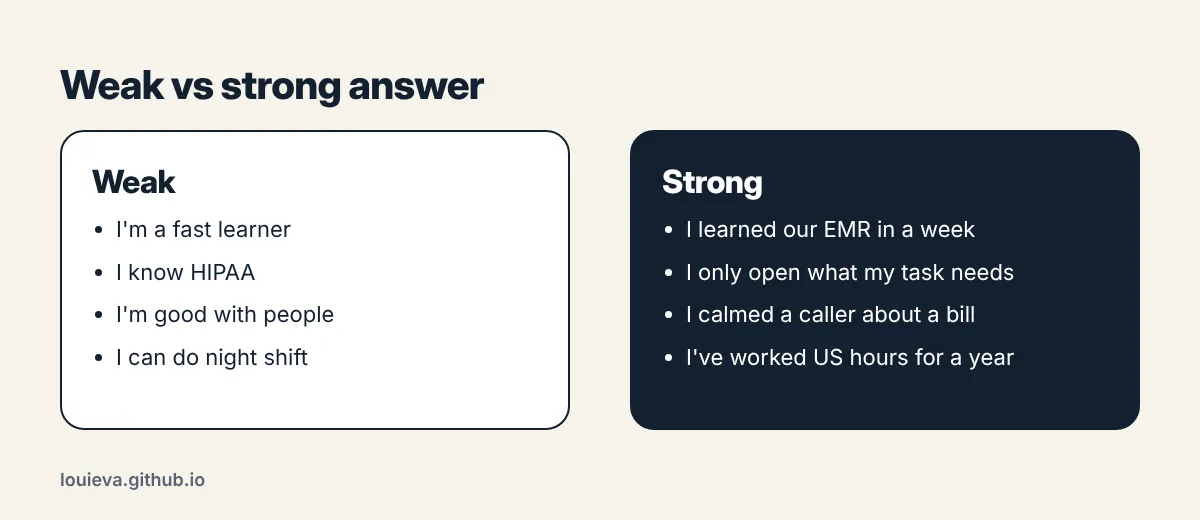 Weak vs strong answer
Weak
• I'm a fast learner
• I know HIPAA
• I'm good with people
• I can do night shift
Strong
• I learned our EMR in a week
• I only open what my task needs
• I calmed a caller about a bill
• I've worked US hours for a year
louieva.github.io